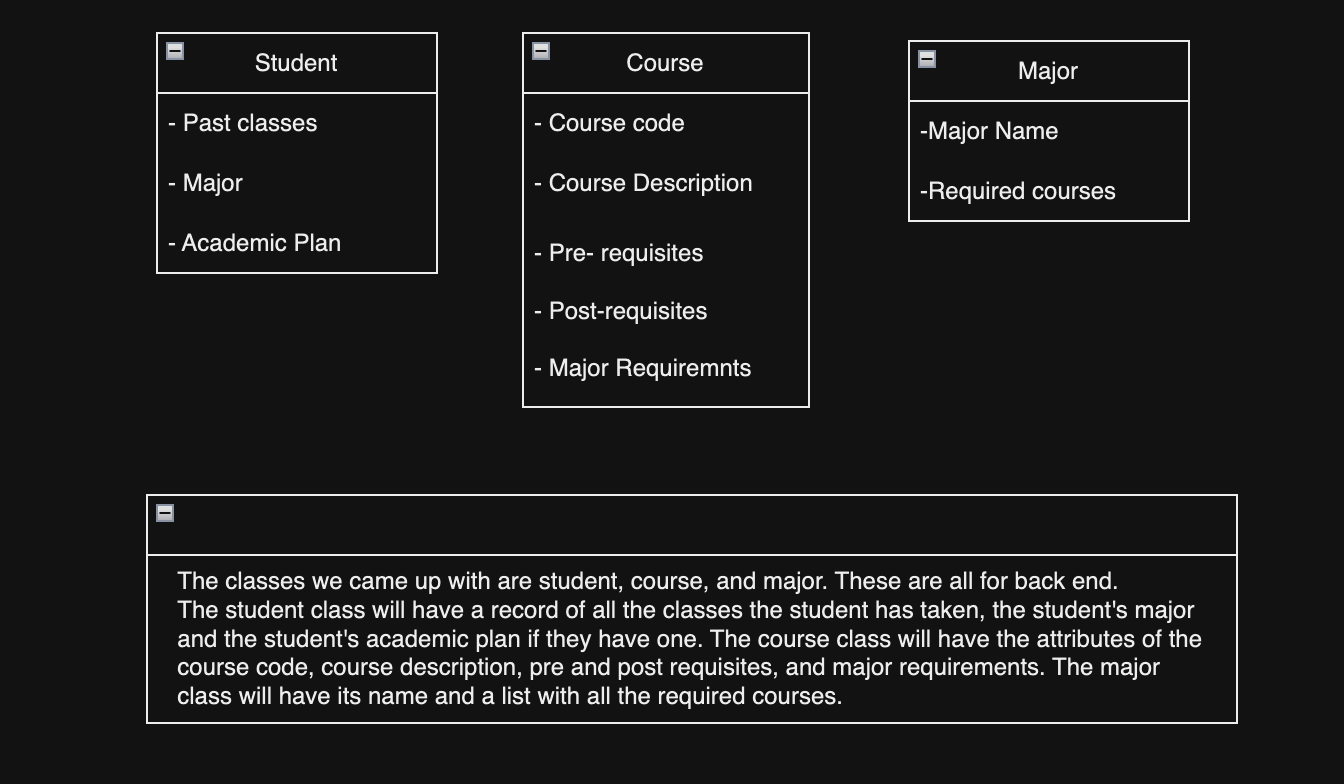 Student
- Past classes
- Major
- Academic Plan
Course
- Course code
- Course Description
- Pre- requisites
- Post-requisites
- Major Requiremnts
Major
-Major Name
-Required courses
The classes we came up with are student, course, and major. These are all for back end.
The student class will have a record of all the classes the student has taken, the student's major
and the student's academic plan if they have one. The course class will have the attributes of the
course code, course description, pre and post requisites, and major requirements. The major
class will have its name and a list with all the required courses.